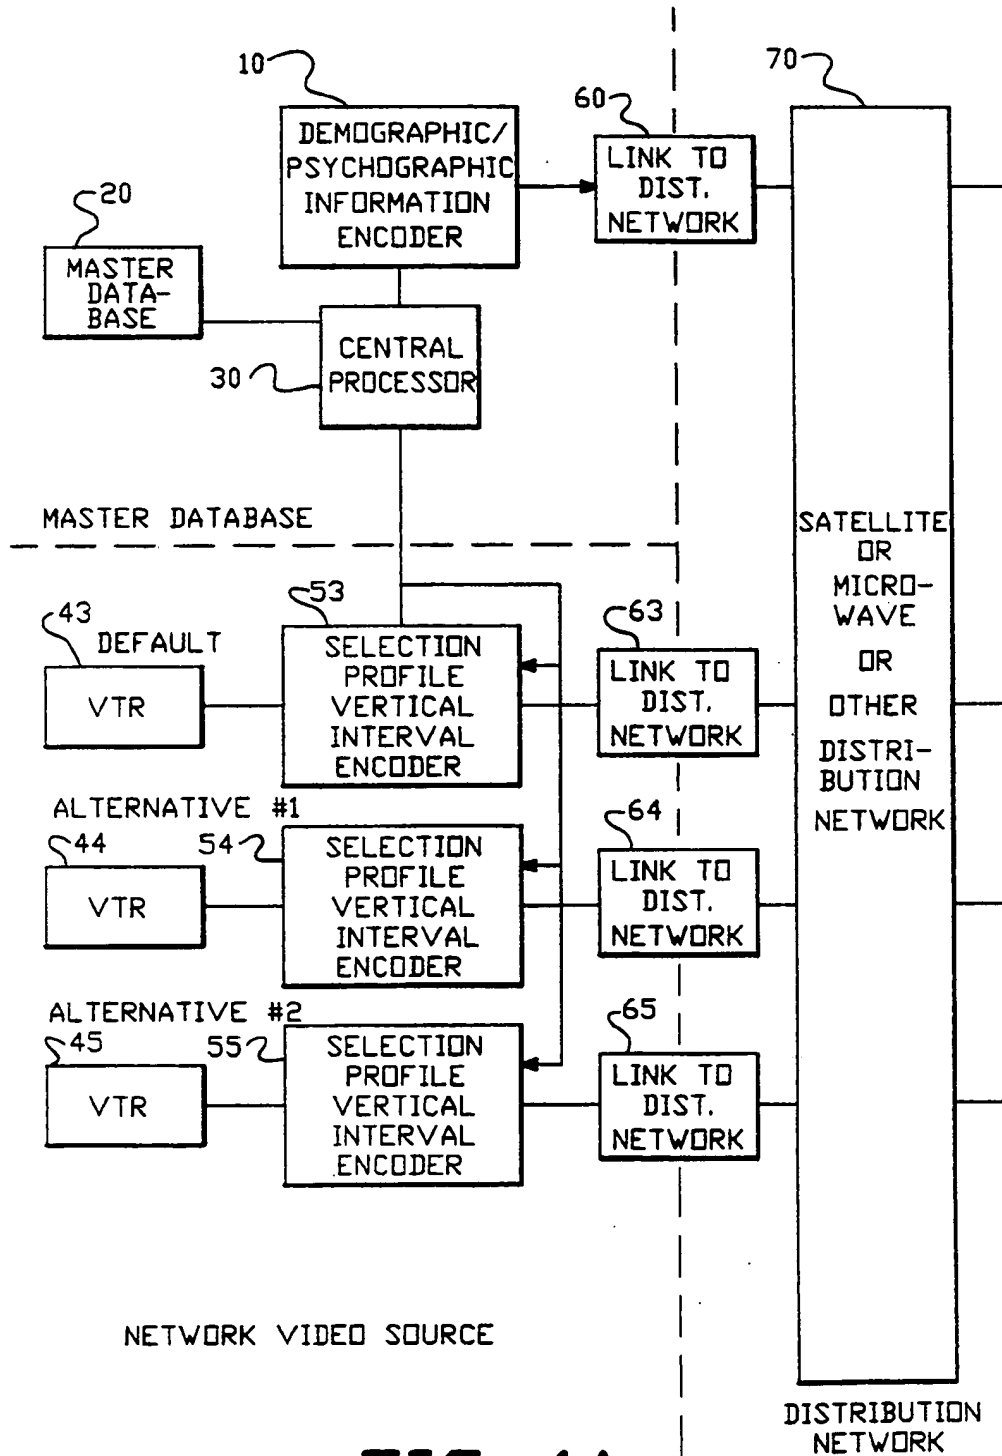 10
60
70
DEMOGRAPHIC/
PSYCHOGRAPHIC
INFORMATION
ENCODER
LINK TO
DIST.
NETWORK
20
MASTER
DATA-
BASE
30
CENTRAL
PROCESSOR
MASTER DATABASE
SATELLITE
OR
MICRO-
WAVE
OR
OTHER
DISTRI-
BUTION
NETWORK
43
DEFAULT
VTR
53
SELECTION
PROFILE
VERTICAL
INTERVAL
ENCODER
63
LINK TO
DIST.
NETWORK
ALTERNATIVE #1
44
VTR
54
SELECTION
PROFILE
VERTICAL
INTERVAL
ENCODER
64
LINK TO
DIST.
NETWORK
ALTERNATIVE #2
45
VTR
55
SELECTION
PROFILE
VERTICAL
INTERVAL
ENCODER
65
LINK TO
DIST.
NETWORK
NETWORK VIDEO SOURCE
DISTRIBUTION
NETWORK